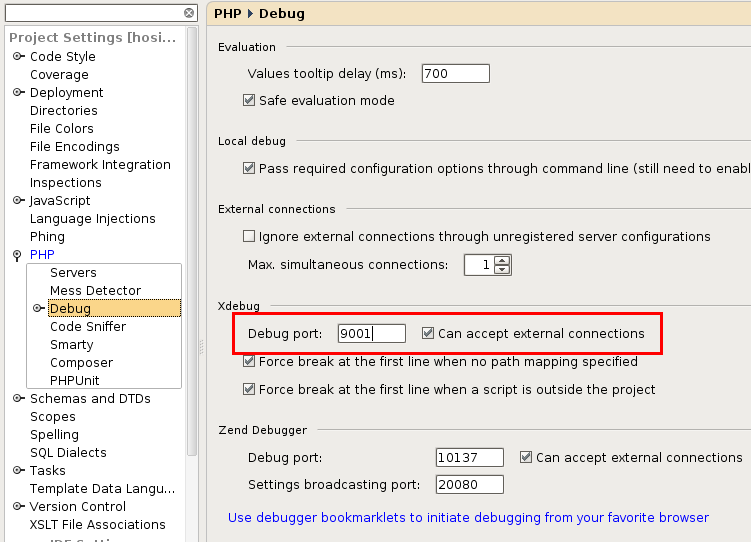 Project Settings [hosi...
Code Style
Coverage
Deployment
Directories
File Colors
File Encodings
Framework Integration
Inspections
JavaScript
Language Injections
Phing
PHP
Servers
Mess Detector
Debug
Code Sniffer
Smarty
Composer
PHPUnit
Schemas and DTDs
Scopes
Spelling
SQL Dialects
Tasks
Template Data Langu...
Version Control
XSLT File Associations
PHP Debug
Evaluation
Values tooltip delay (ms): 700
Safe evaluation mode
Local debug
Pass required configuration options through command line (still need to enabl
External connections
Ignore external connections through unregistered server configurations
Max. simultaneous connections: 1
Xdebug
Debug port: 9001 Can accept external connections
Force break at the first line when no path mapping specified
Force break at the first line when a script is outside the project
Zend Debugger
Debug port: 10137 Can accept external connections
Settings broadcasting port: 20080
Use debugger bookmarklets to initiate debugging from your favorite browser